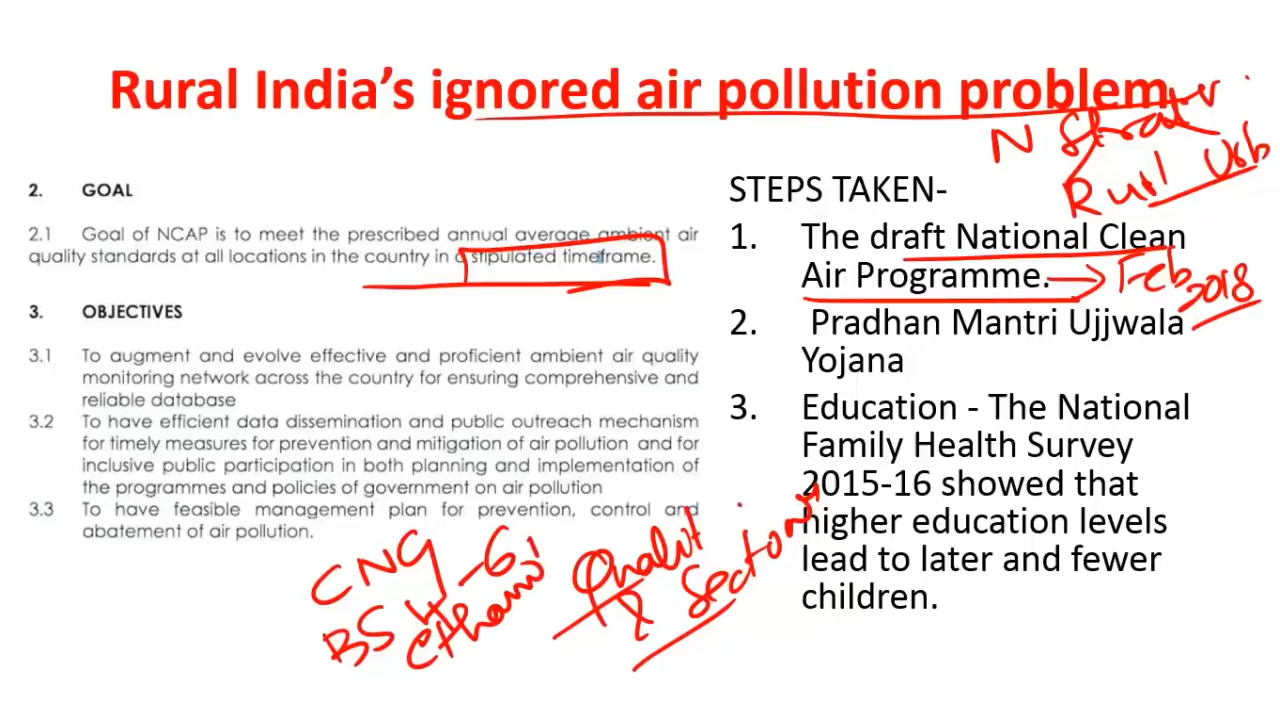 Rural India's ignored air pollution problem
N Strat
Rurl Urb
2. GOAL
2.1 Goal of NCAP is to meet the prescribed annual average ambient air
quality standards at all locations in the country in a stipulated timeframe.
3. OBJECTIVES
3.1 To augment and evolve effective and proficient ambient air quality
monitoring network across the country for ensuring comprehensive and
reliable database
3.2 To have efficient data dissemination and public outreach mechanism
for timely measures for prevention and mitigation of air pollution and for
inclusive public participation in both planning and implementation of
the programmes and policies of government on air pollution
3.3 To have feasible management plan for prevention, control and
abatement of air pollution.
CNG
BS 4 - 6
Sector
STEPS TAKEN-
1. The draft National Clean
Air Programme. → Feb
2018
2. Pradhan Mantri Ujjwala
Yojana
3. Education - The National
Family Health Survey
2015-16 showed that
higher education levels
lead to later and fewer
children.